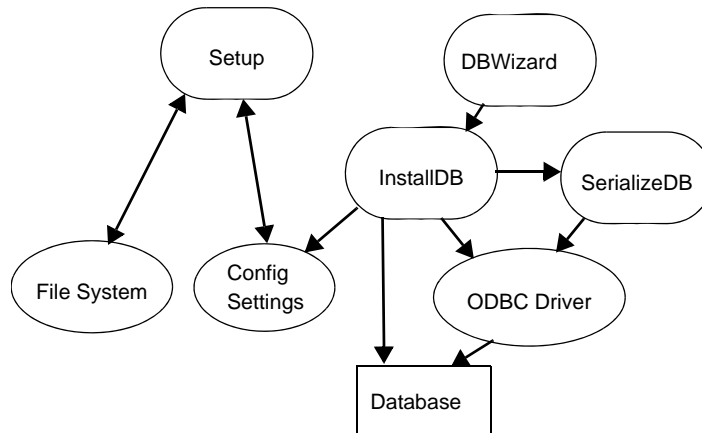 Setup
DBWizard
InstallDB
SerializeDB
File System
Config
Settings
ODBC Driver
Database